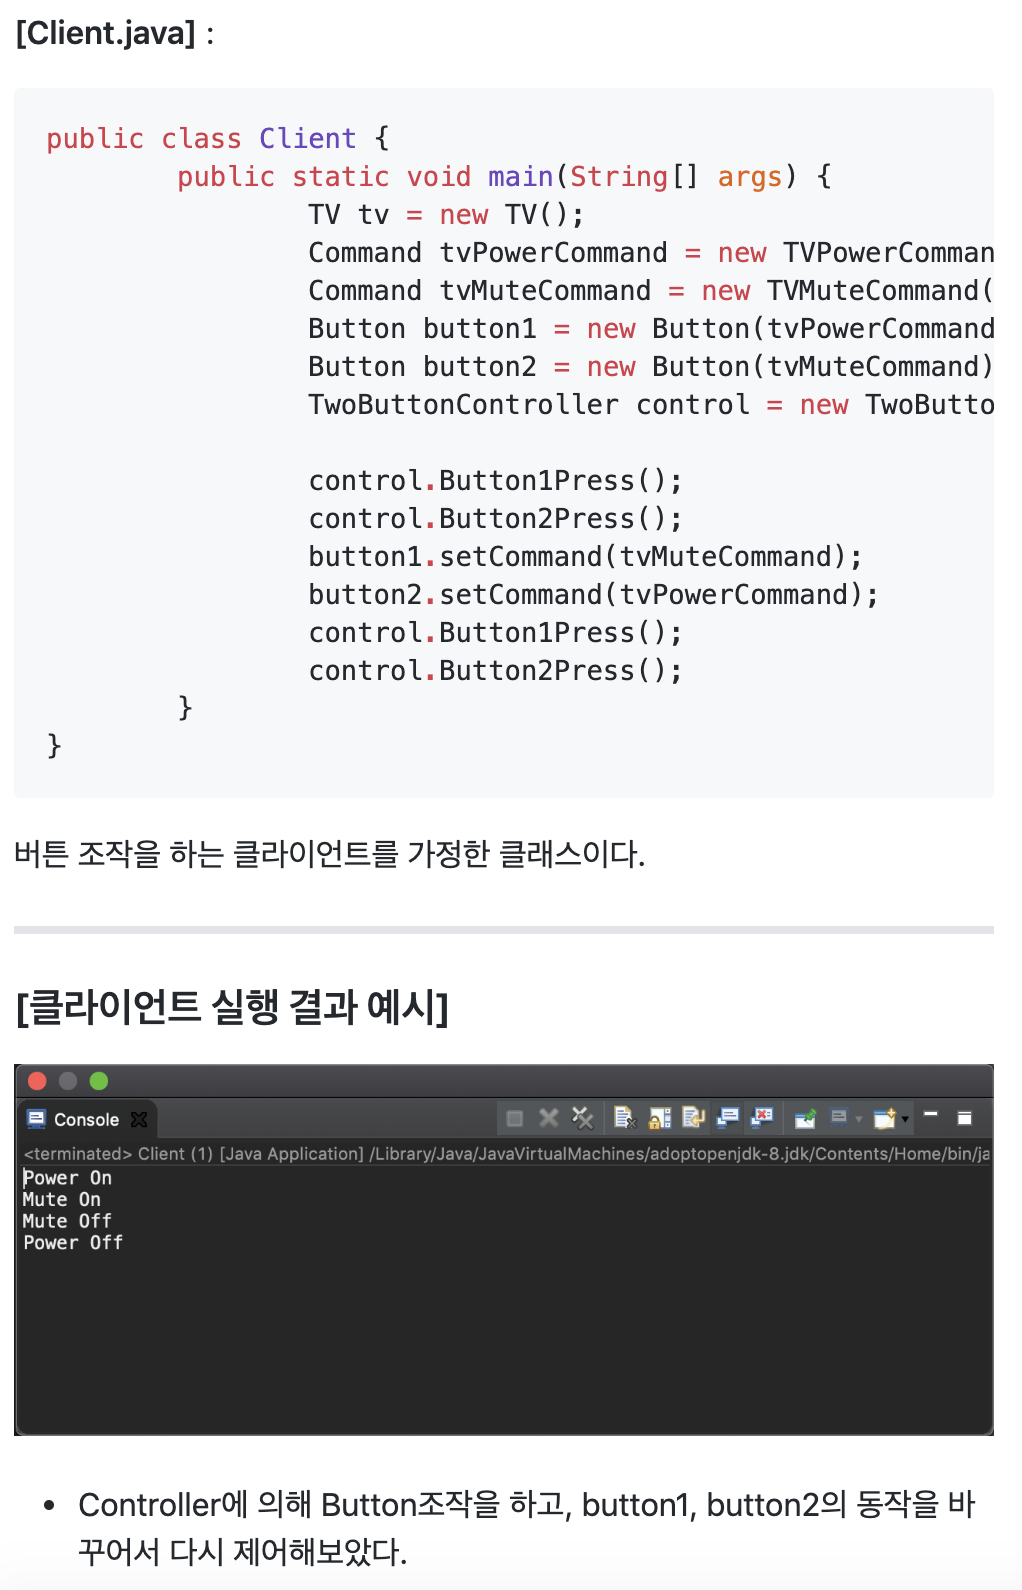 [Client.java] :
public class Client {
public static void main(String[] args) {
TV tv = new TV();
Command tvPowerCommand = new TVPowerComman
Command tvMuteCommand = new TVMuteCommand(
Button button1 = new Button(tvPowerCommand
Button button2 = new Button(tvMuteCommand)
TwoButtonController control = new TwoButto
control.Button1Press();
control.Button2Press();
button1.setCommand(tvMuteCommand);
button2.setCommand(tvPowerCommand);
control.Button1Press();
control.Button2Press();
}
}
버튼 조작을 하는 클라이언트를 가정한 클래스이다.
[클라이언트 실행 결과 예시]
Console
<terminated> Client (1) [Java Application] /Library/Java/JavaVirtualMachines/adoptopenjdk-8.jdk/Contents/Home/bin/ja
Power On
Mute On
Mute Off
Power Off
• Controller에 의해 Button조작을 하고, button1, button2의 동작을 바
꾸어서 다시 제어해보았다.